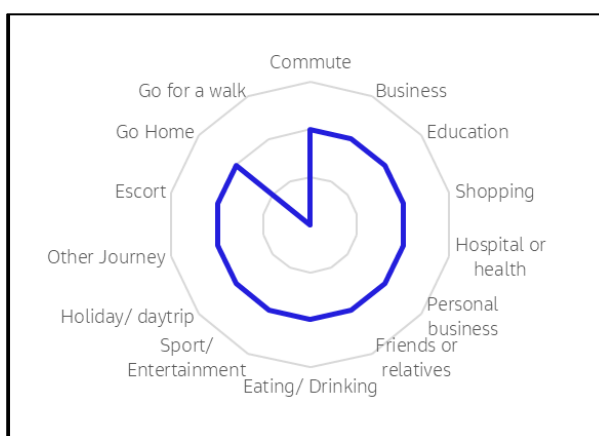 Commute
Go for a walk
Business
Go Home
Education
Escort
Shopping
Other Journey
Hospital or
health
Holiday/ daytrip
Personal
business
Sport/
Entertainment
Friends or
relatives
Eating/ Drinking